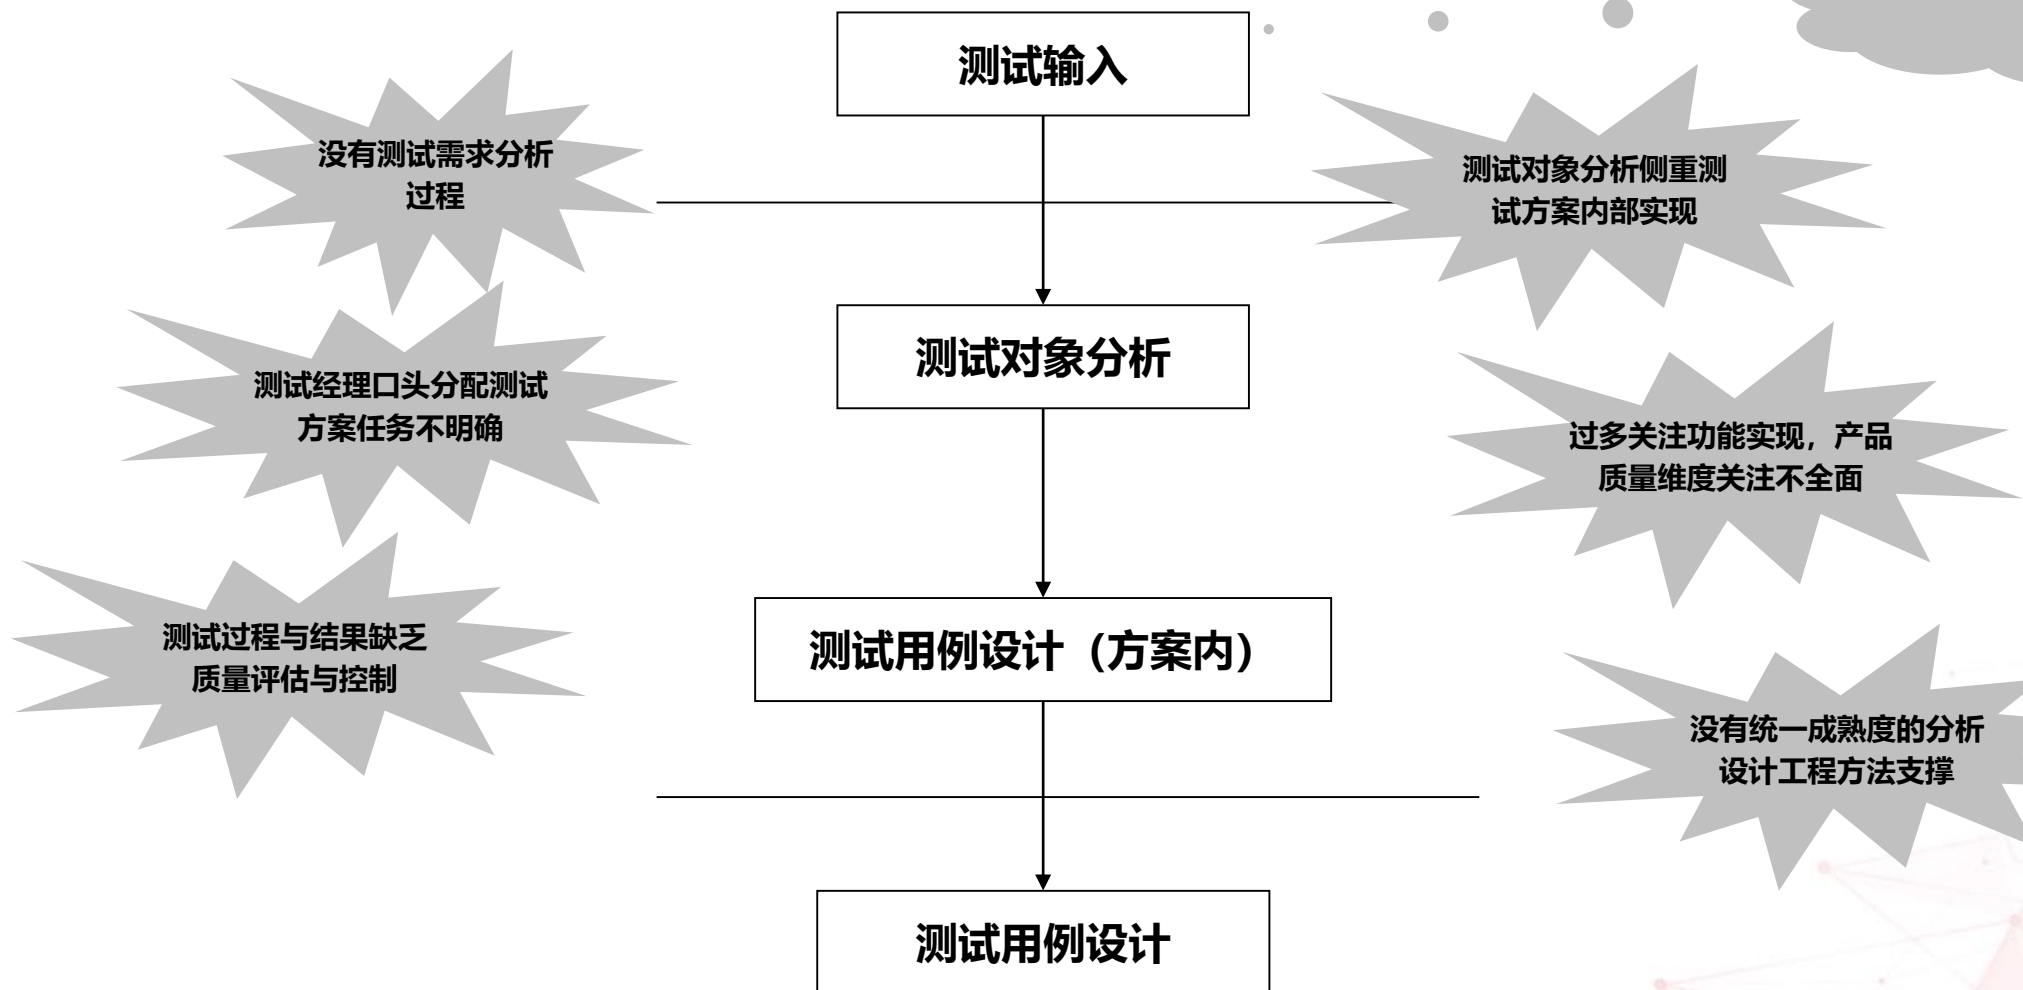 测试输入
没有测试需求分析
过程
测试对象分析侧重测
试方案内部实现
测试对象分析
测试经理口头分配测试
方案任务不明确
过多关注功能实现，产品
质量维度关注不全面
测试用例设计（方案内）
测试过程与结果缺乏
质量评估与控制
没有统一成熟度的分析
设计工程方法支撑
测试用例设计